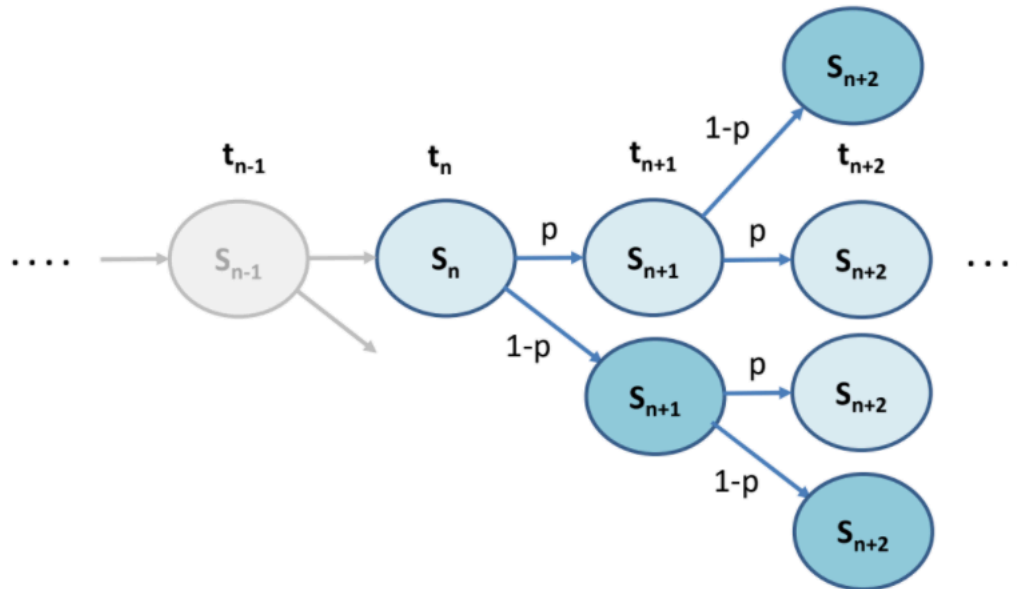 S_{n+2}
1-p
t_{n-1} t_n t_{n+1} t_{n+2}
p p
.... S_{n-1} S_n S_{n+1} S_{n+2} ...
1-p p
S_{n+1} S_{n+2}
1-p
S_{n+2}